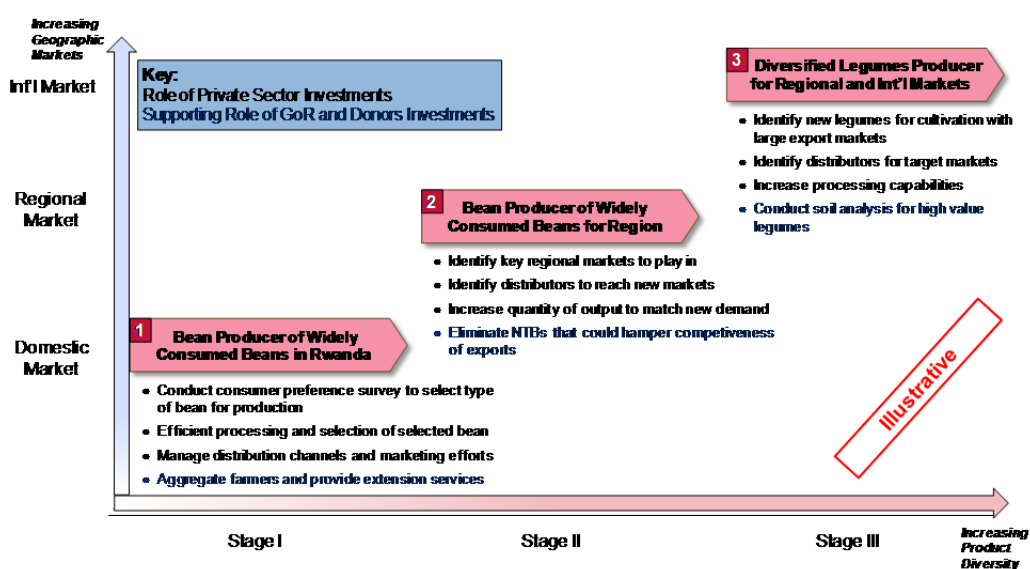 Increasing
Geographic
Markets
Int'l Market
Key:
Role of Private Sector Investments
Supporting Role of GoR and Donors Investments
3
Diversified Legumes Producer
for Regional and Int'l Markets
• Identify new legumes for cultivation with
large export markets
• Identify distributors for target markets
• Increase processing capabilities
• Conduct soil analysis for high value
legumes
Regional
Market
2
Bean Producer of Widely
Consumed Beans for Region
• Identify key regional markets to play in
• Identify distributors to reach new markets
• Increase quantity of output to match new demand
• Eliminate NTBs that could hamper competiveness
of exports
Domestic
Market
1
Bean Producer of Widely
Consumed Beans in Rwanda
• Conduct consumer preference survey to select type
of bean for production
• Efficient processing and selection of selected bean
• Manage distribution channels and marketing efforts
• Aggregate farmers and provide extension services
Illustrative
Stage I
Stage II
Stage III
Increasing
Product
Diversity